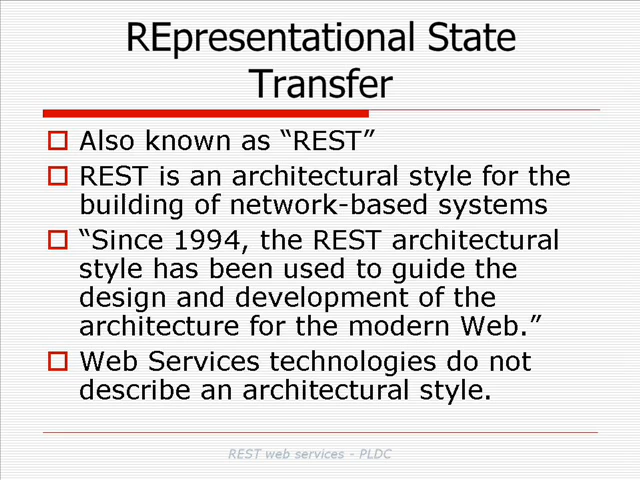 REpresentational State
Transfer
Also known as “REST”
REST is an architectural style for the
building of network-based systems
“Since 1994, the REST architectural
style has been used to guide the
design and development of the
architecture for the modern Web.”
Web Services technologies do not
describe an architectural style.
REST web services - PLDC